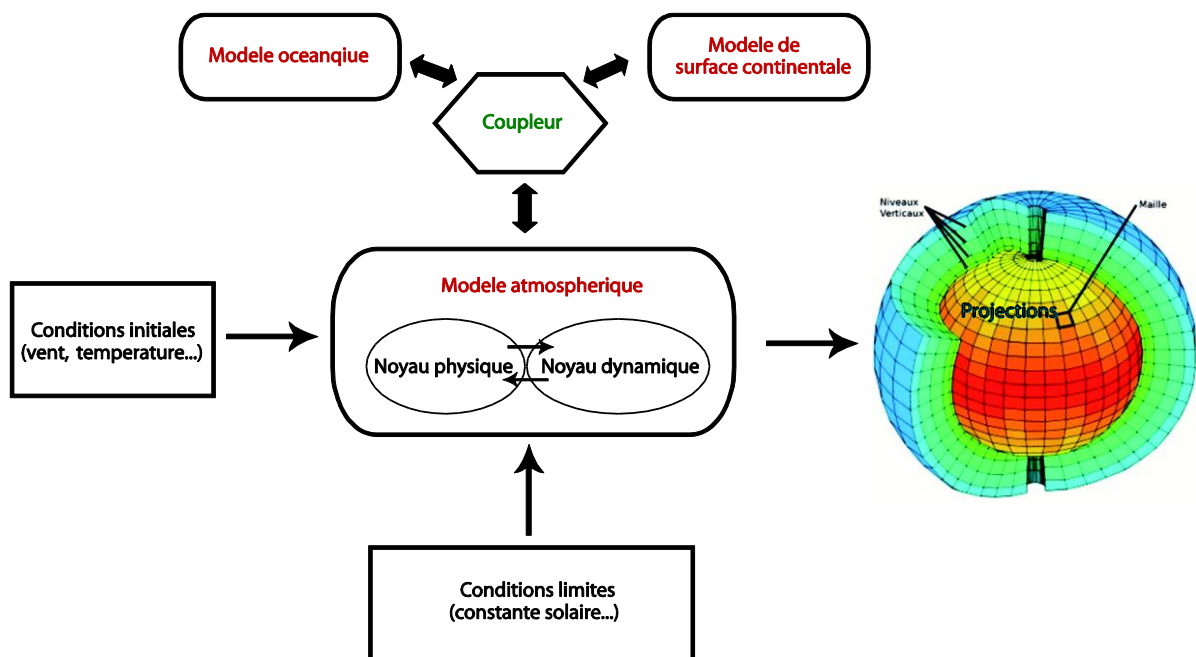 Modele oceanqiue
Modele de
surface continentale
Coupleur
Niveaux
Verticaux
Maille
Modele atmospherique
Projections
Conditions initiales
(vent, temperature...)
Noyau physique
Noyau dynamique
Conditions limites
(constante solaire...)